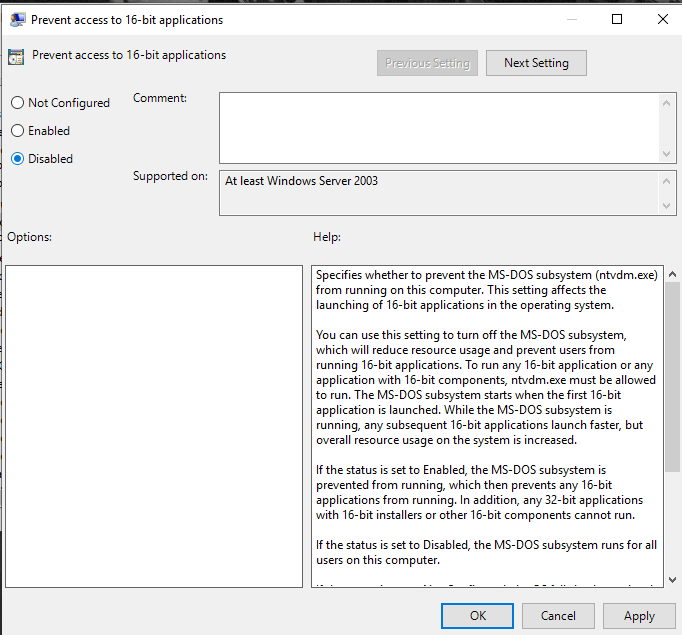 Prevent access to 16-bit applications
Prevent access to 16-bit applications
Previous Setting
Next Setting
Not Configured
Enabled
Disabled
Comment:
Supported on:
At least Windows Server 2003
Options:
Help:
Specifies whether to prevent the MS-DOS subsystem (ntvdm.exe)
from running on this computer. This setting affects the
launching of 16-bit applications in the operating system.
You can use this setting to turn off the MS-DOS subsystem,
which will reduce resource usage and prevent users from
running 16-bit applications. To run any 16-bit application or any
application with 16-bit components, ntvdm.exe must be allowed
to run. The MS-DOS subsystem starts when the first 16-bit
application is launched. While the MS-DOS subsystem is
running, any subsequent 16-bit applications launch faster, but
overall resource usage on the system is increased.
If the status is set to Enabled, the MS-DOS subsystem is
prevented from running, which then prevents any 16-bit
applications from running. In addition, any 32-bit applications
with 16-bit installers or other 16-bit components cannot run.
If the status is set to Disabled, the MS-DOS subsystem runs for all
users on this computer.
OK
Cancel
Apply